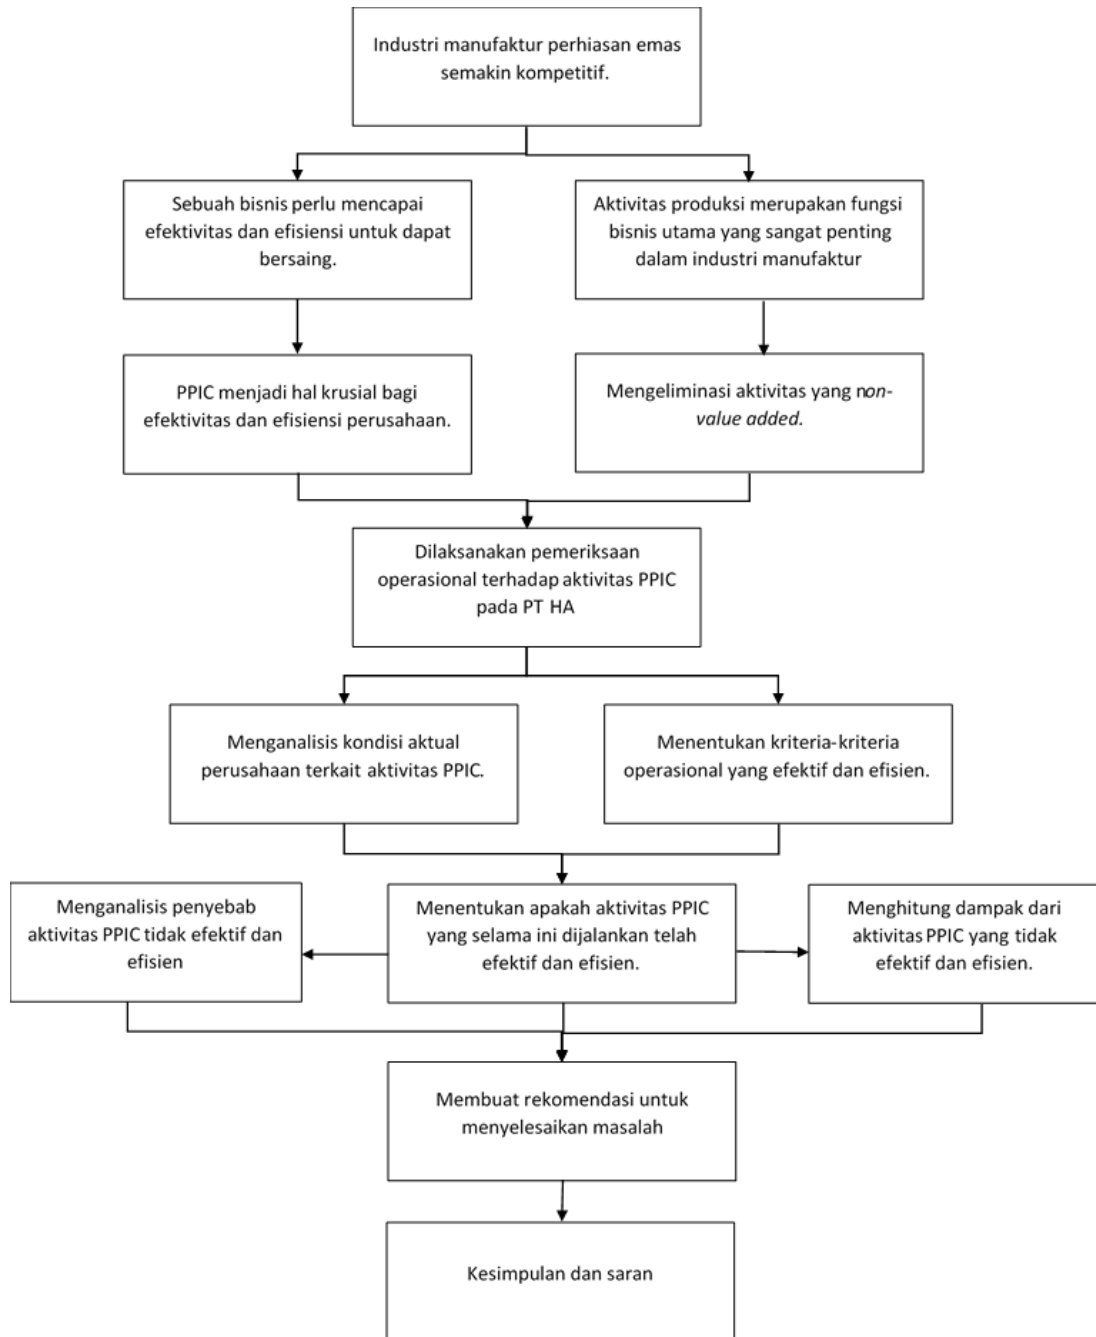 Industri manufaktur perhiasan emas
semakin kompetitif.
Sebuah bisnis perlu mencapai
efektivitas dan efisiensi untuk dapat
bersaing.
Aktivitas produksi merupakan fungsi
bisnis utama yang sangat penting
dalam industri manufaktur
PPIC menjadi hal krusial bagi
efektivitas dan efisiensi perusahaan.
Mengeliminasi aktivitas yang non-
value added.
Dilaksanakan pemeriksaan
operasional terhadap aktivitas PPIC
pada PT HA
Menganalisis kondisi aktual
perusahaan terkait aktivitas PPIC.
Menentukan kriteria-kriteria
operasional yang efektif dan efisien.
Menganalisis penyebab
aktivitas PPIC tidak efektif dan
efisien
Menentukan apakah aktivitas PPIC
yang selama ini dijalankan telah
efektif dan efisien.
Menghitung dampak dari
aktivitas PPIC yang tidak
efektif dan efisien.
Membuat rekomendasi untuk
menyelesaikan masalah
Kesimpulan dan saran